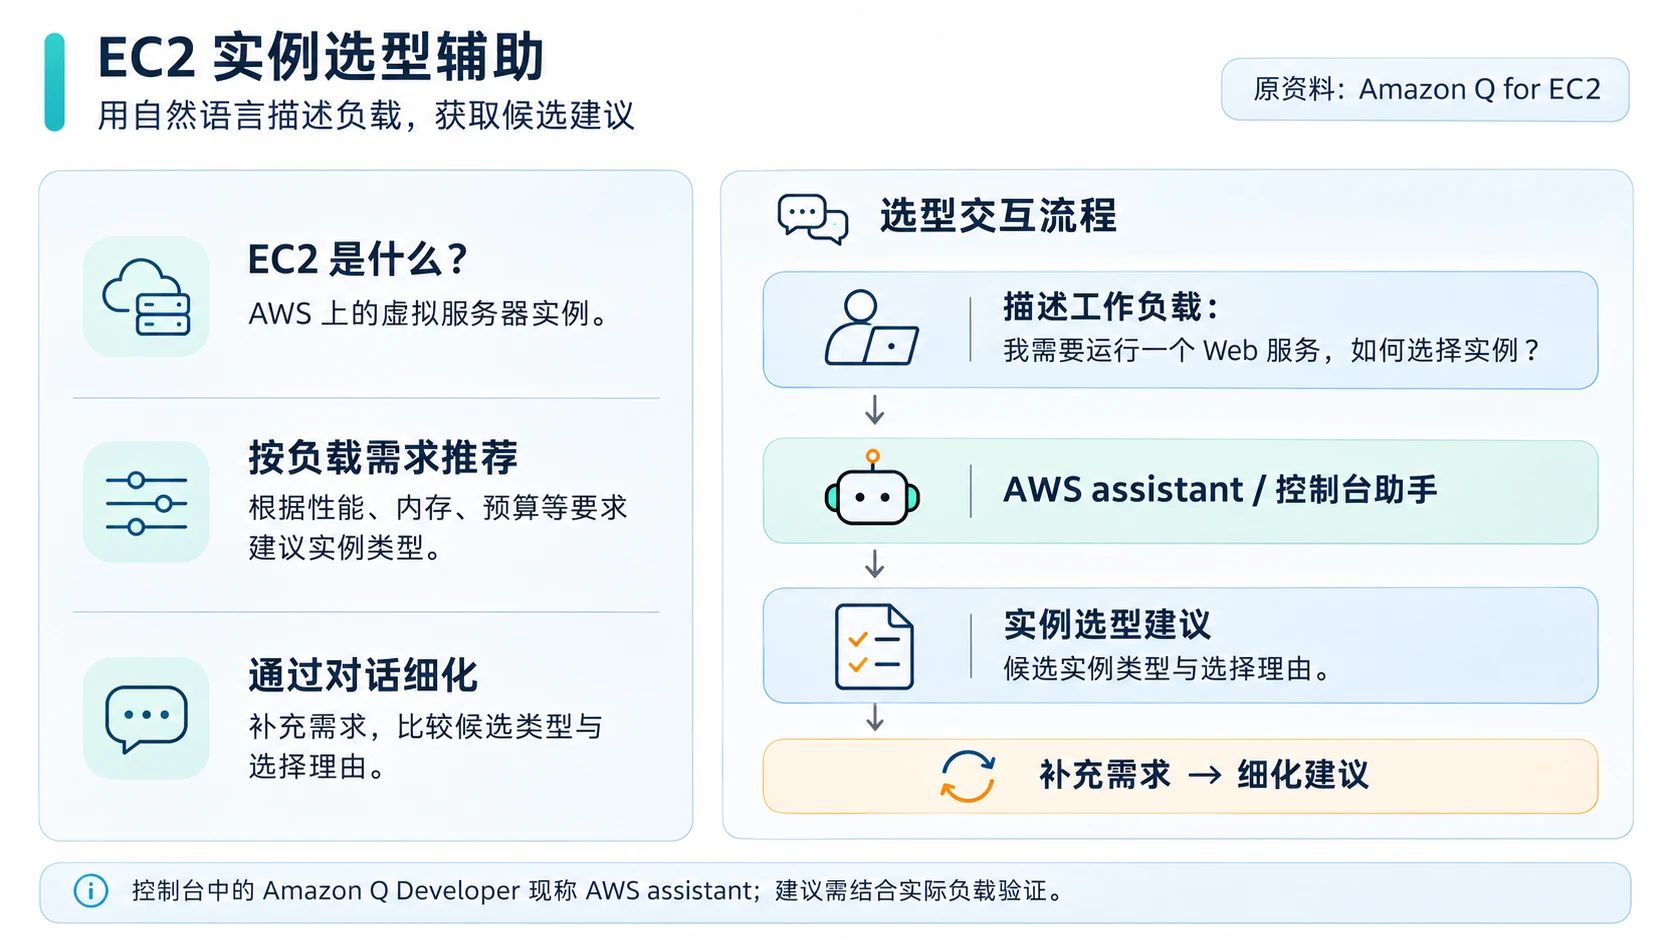 EC2 实例选型辅助
用自然语言描述负载，获取候选建议
原资料：Amazon Q for EC2
EC2 是什么？
AWS 上的虚拟服务器实例。
按负载需求推荐
根据性能、内存、预算等要求
建议实例类型。
通过对话细化
补充需求，比较候选类型与
选择理由。
选型交互流程
描述工作负载：
我需要运行一个 Web 服务，如何选择实例？
AWS assistant / 控制台助手
实例选型建议
候选实例类型与选择理由。
补充需求 → 细化建议
控制台中的 Amazon Q Developer 现称 AWS assistant；建议需结合实际负载验证。